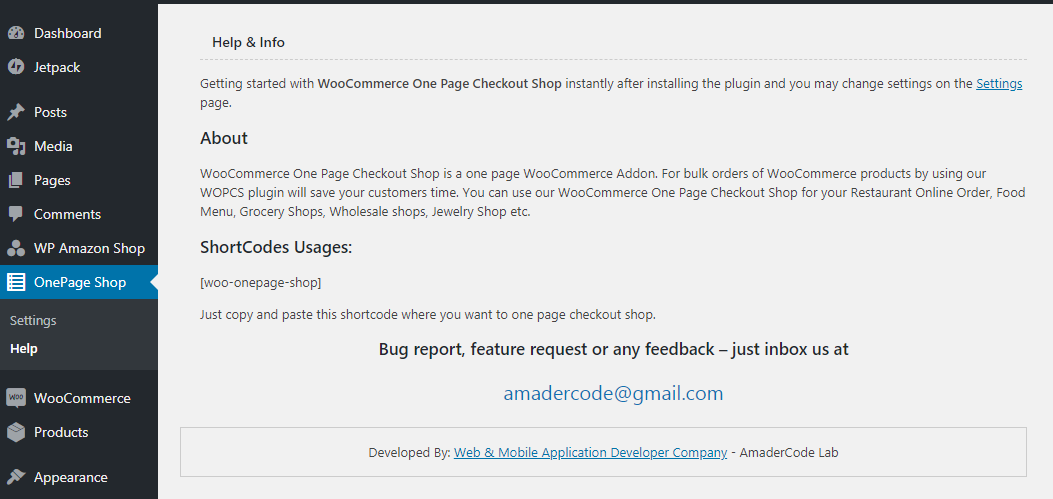 Dashboard
Jetpack
Posts
Media
Pages
Comments
WP Amazon Shop
OnePage Shop
Settings
Help
WOO WooCommerce
Products
Appearance
Help & Info
Getting started with WooCommerce One Page Checkout Shop instantly after installing the plugin and you may change settings on the Settings
page.
About
WooCommerce One Page Checkout Shop is a one page WooCommerce Addon. For bulk orders of WooCommerce products by using our
WOPCS plugin will save your customers time. You can use our WooCommerce One Page Checkout Shop for your Restaurant Online Order, Food
Menu, Grocery Shops, Wholesale shops, Jewelry Shop etc.
ShortCodes Usages:
[woo-onepage-shop]
Just copy and paste this shortcode where you want to one page checkout shop.
Bug report, feature request or any feedback – just inbox us at
amadercode@gmail.com
Developed By: Web & Mobile Application Developer Company - AmaderCode Lab